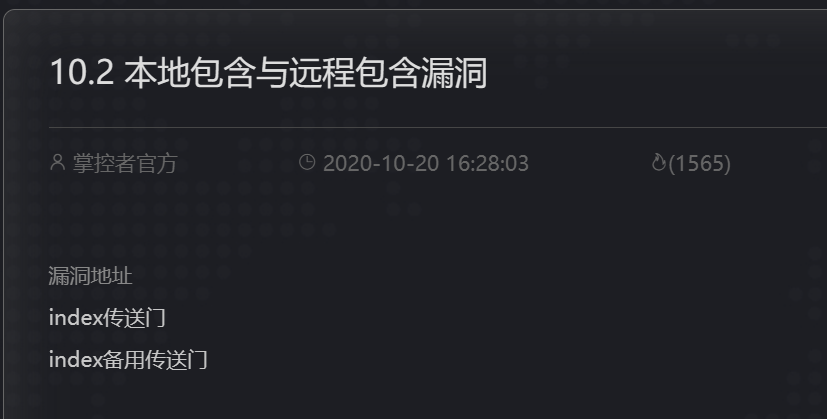 10.2 本地包含与远程包含漏洞
掌控者官方 2020-10-20 16:28:03 (1565)
漏洞地址
index传送门
index备用传送门